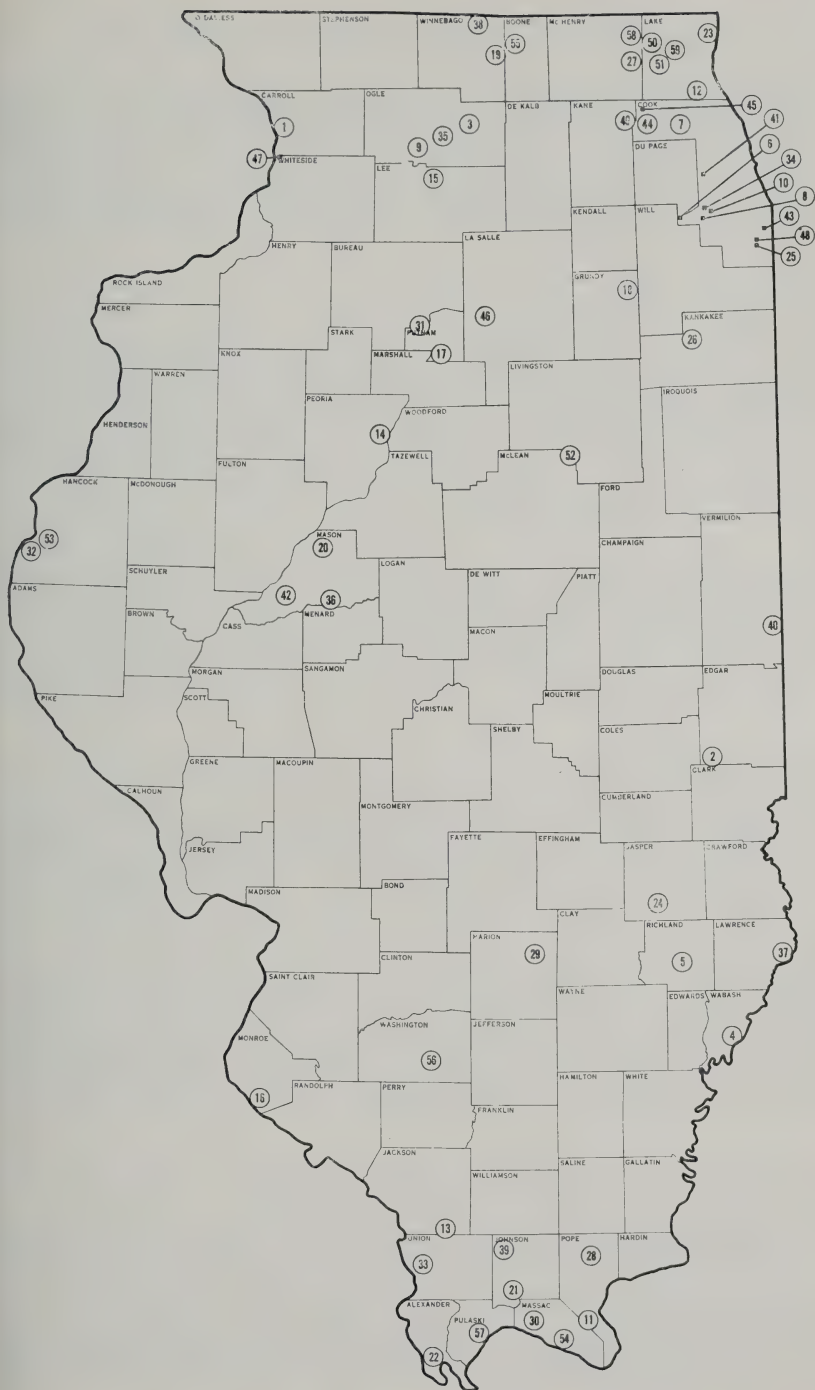 JO DAVIESS
STEPHENSON
WINNEBAGO
38
BOONE
MC HENRY
LAKE
23
19
55
58
50
59
27
51
CARROLL
OGLE
DE KALB
KANE
COOK
12
45
1
3
44
7
41
35
9
DU PAGE
6
47
WHITESIDE
LEE
15
34
10
KENDALL
WILL
8
43
LA SALLE
48
HENRY
BUREAU
25
ROCK ISLAND
GRUNDY
18
MERCER
31
PUTNAM
46
KANKAKEE
STARK
26
KNOX
MARSHALL
17
WARREN
LIVINGSTON
PEORIA
IROQUOIS
HENDERSON
WOODFORD
14
TAZEWELL
McLEAN
52
FULTON
HANCOCK
McDONOUGH
FORD
VERMILION
MASON
32
53
20
CHAMPAIGN
SCHUYLER
LOGAN
DE WITT
PIATT
ADAMS
42
36
BROWN
MENARD
CASS
MACON
40
MORGAN
SANGAMON
DOUGLAS
EDGAR
PIKE
SCOTT
MOULTRIE
CHRISTIAN
SHELBY
COLES
2
GREENE
MACOUPIN
CLARK
CALHOUN
MONTGOMERY
CUMBERLAND
FAYETTE
EFFINGHAM
JERSEY
JASPER
CRAWFORD
MADISON
BOND
24
CLAY
RICHLAND
LAWRENCE
MARION
29
5
37
CLINTON
SAINT CLAIR
WAYNE
EDWARDS
WABASH
WASHINGTON
JEFFERSON
4
MONROE
56
HAMILTON
WHITE
16
RANDOLPH
PERRY
FRANKLIN
JACKSON
SALINE
GALLATIN
WILLIAMSON
13
UNION
JOHNSON
POPE
HARDIN
39
28
33
21
ALEXANDER
MASSAC
PULASKI
30
11
57
54
22